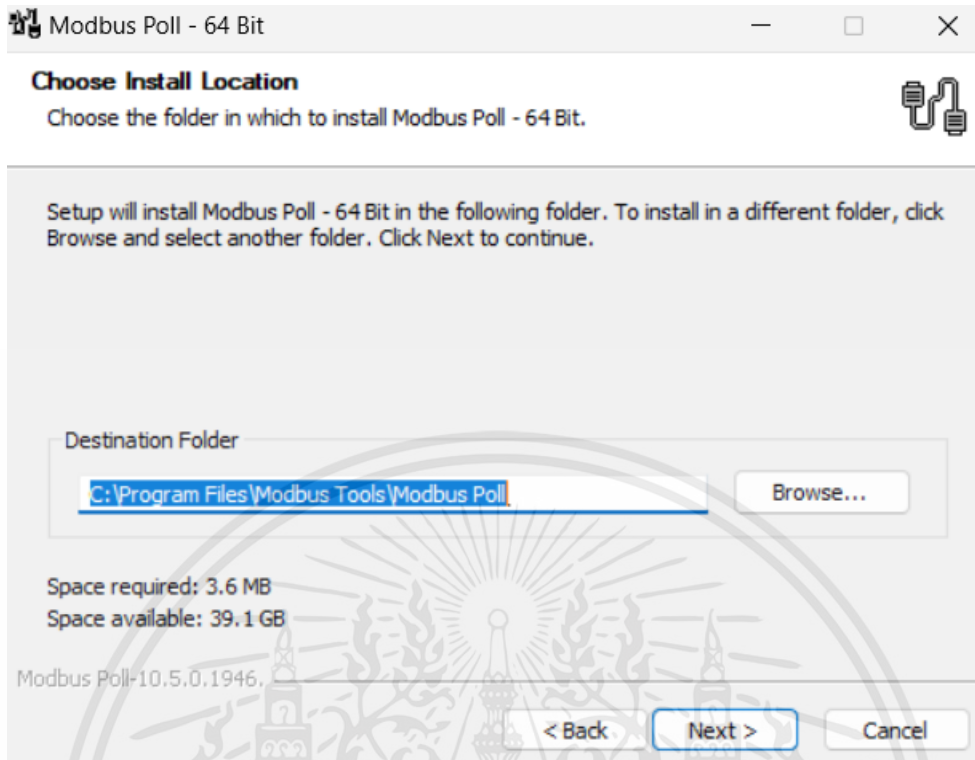 Modbus Poll - 64 Bit
Choose Install Location
Choose the folder in which to install Modbus Poll - 64 Bit.
Setup will install Modbus Poll - 64 Bit in the following folder. To install in a different folder, click
Browse and select another folder. Click Next to continue.
Destination Folder
C:\Program Files\Modbus Tools\Modbus Poll
Browse...
Space required: 3.6 MB
Space available: 39.1 GB
Modbus Poll-10.5.0.1946.
< Back
Next >
Cancel